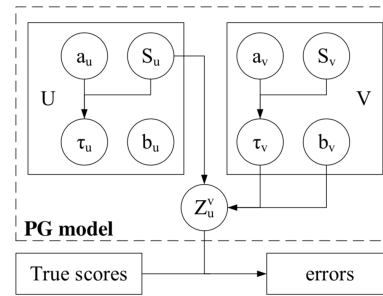 a_u S_u a_v S_v
U V
τ_u b_u τ_v b_v
Z_u^v
PG model
True scores errors